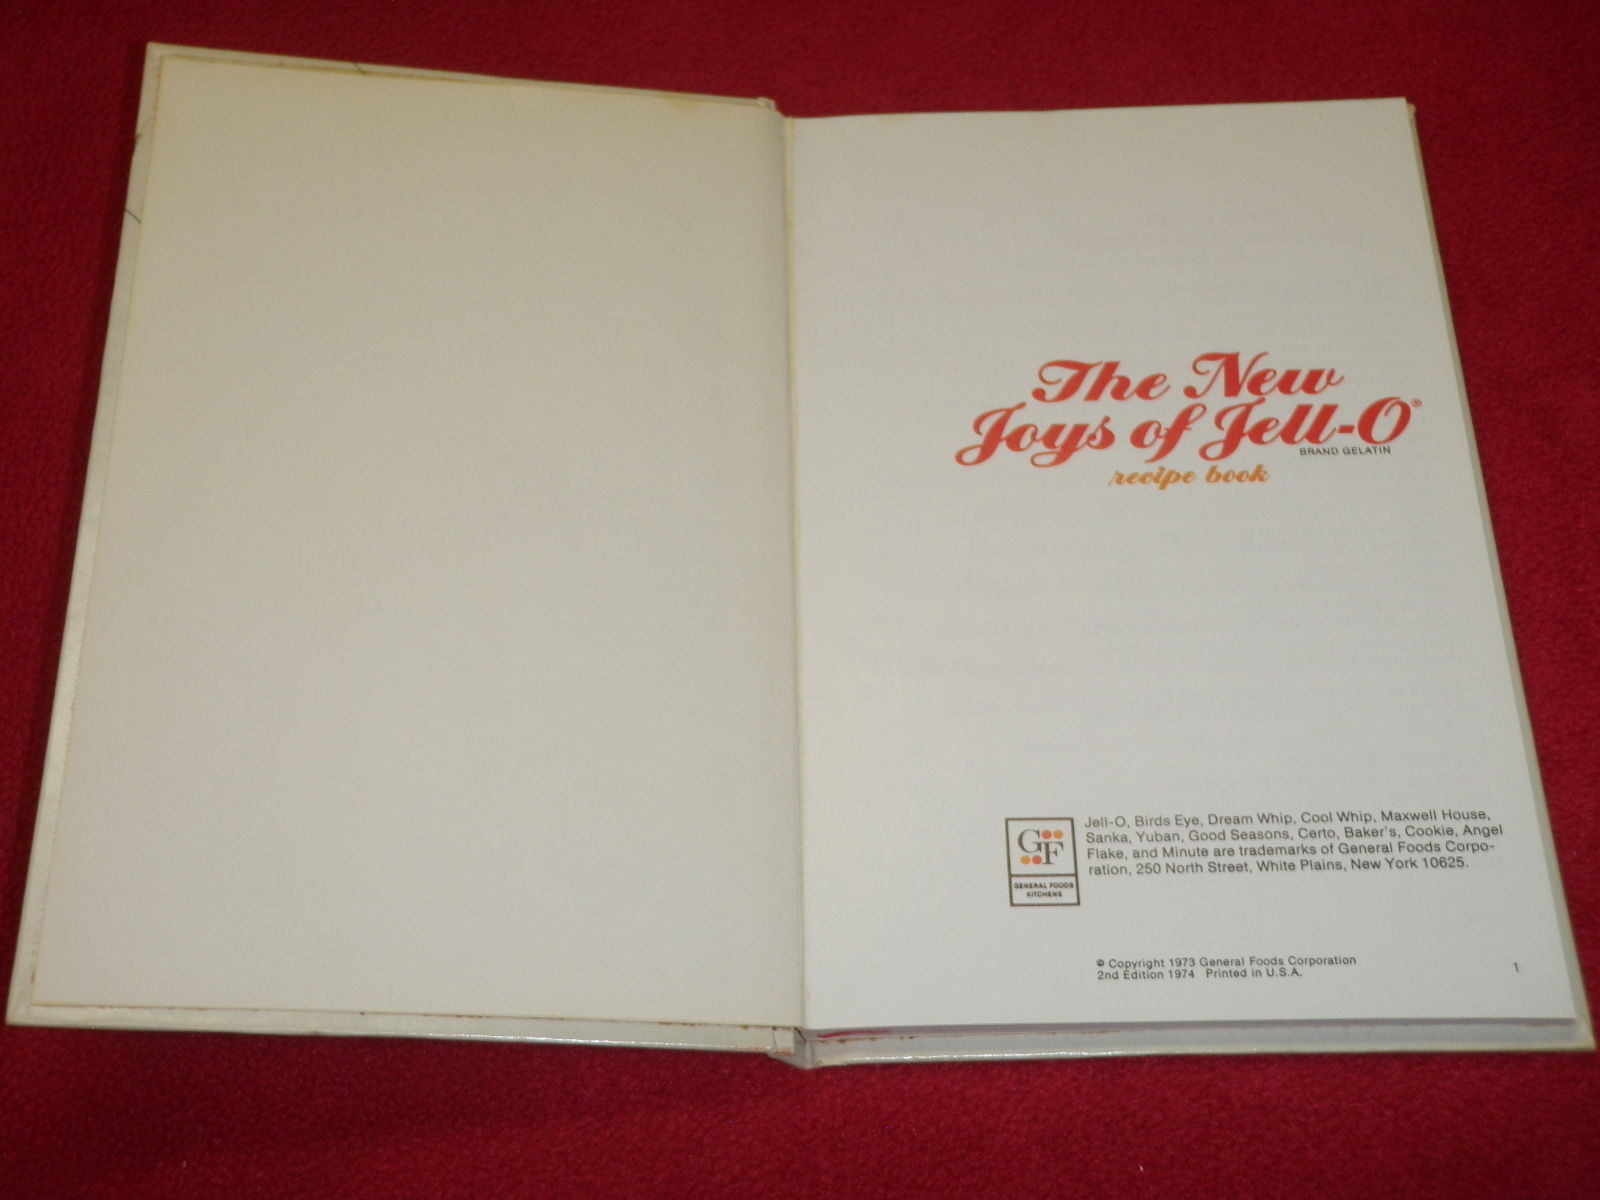 The New
Joys of Jell-O®
BRAND GELATIN
recipe book
GF
GENERAL FOODS
KITCHENS
Jell-O, Birds Eye, Dream Whip, Cool Whip, Maxwell House,
Sanka, Yuban, Good Seasons, Certo, Baker's, Cookie, Angel
Flake, and Minute are trademarks of General Foods Corpo-
ration, 250 North Street, White Plains, New York 10625.
© Copyright 1973 General Foods Corporation
2nd Edition 1974 Printed in U.S.A.
1